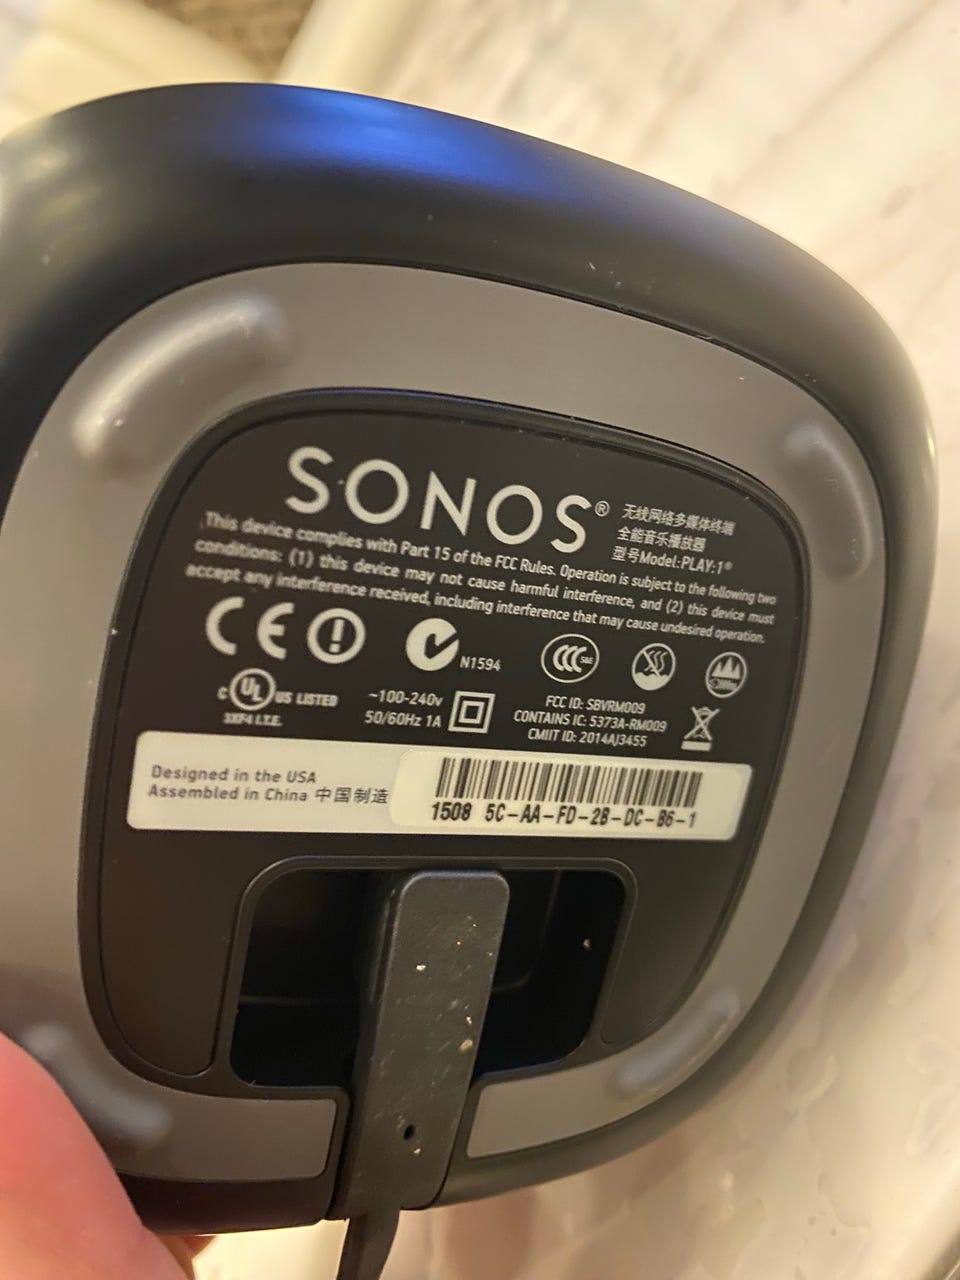 SONOS®
无线网络多媒体终端
全能音乐播放器
型号Model:PLAY:1®
This device complies with Part 15 of the FCC Rules. Operation is subject to the following two
conditions: (1) this device may not cause harmful interference, and (2) this device must
accept any interference received, including interference that may cause undesired operation.
CE
N1594
CCC S&E
C UL US LISTED
3XF4 I.T.E.
~100-240v
50/60Hz 1A
FCC ID: SBVRM009
CONTAINS IC: 5373A-RM009
CMIIT ID: 2014AJ3455
Designed in the USA
Assembled in China 中国制造
1508 5C-AA-FD-2B-DC-B6-1